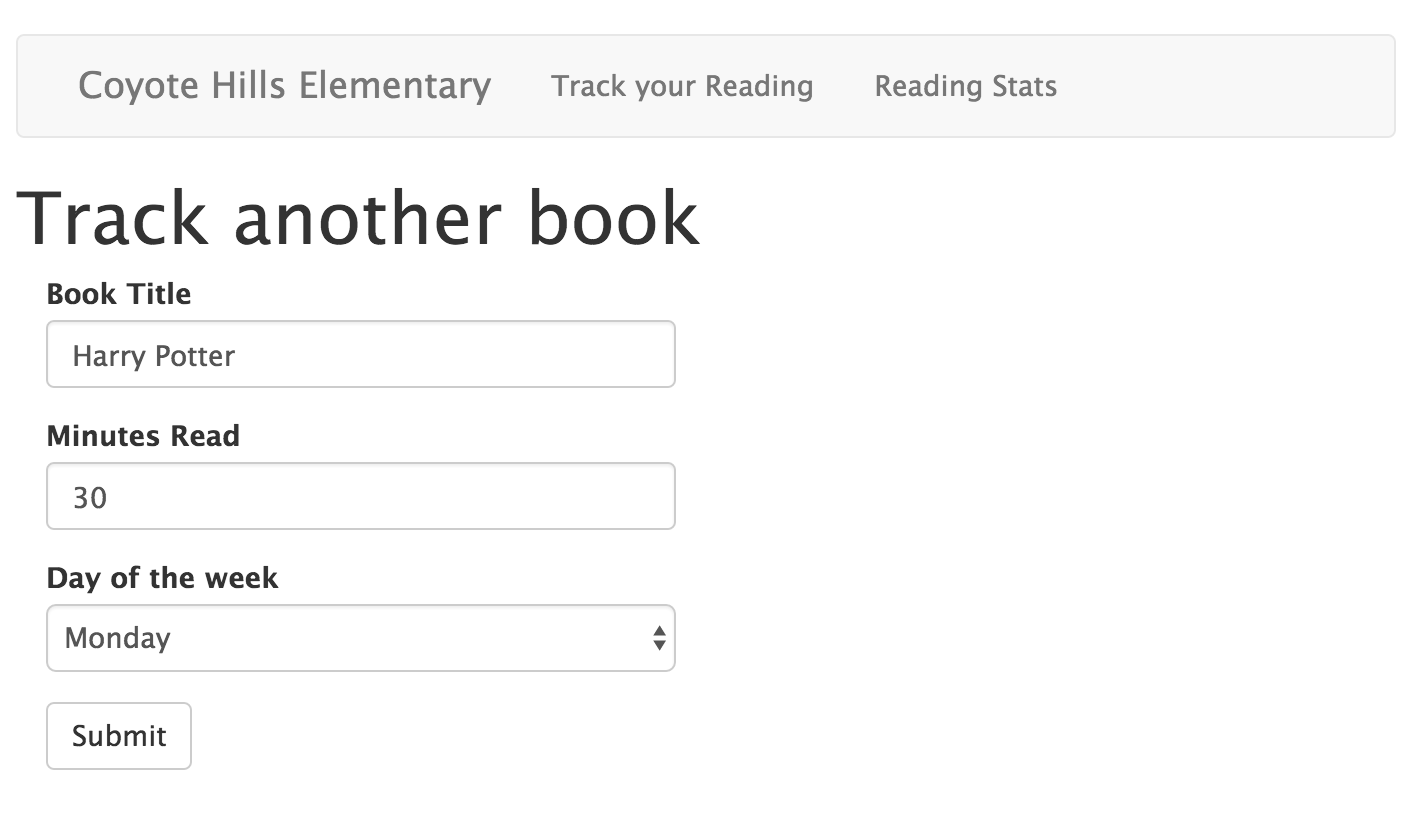 Coyote Hills Elementary Track your Reading Reading Stats
Track another book
Book Title
Harry Potter
Minutes Read
30
Day of the week
Monday
Submit